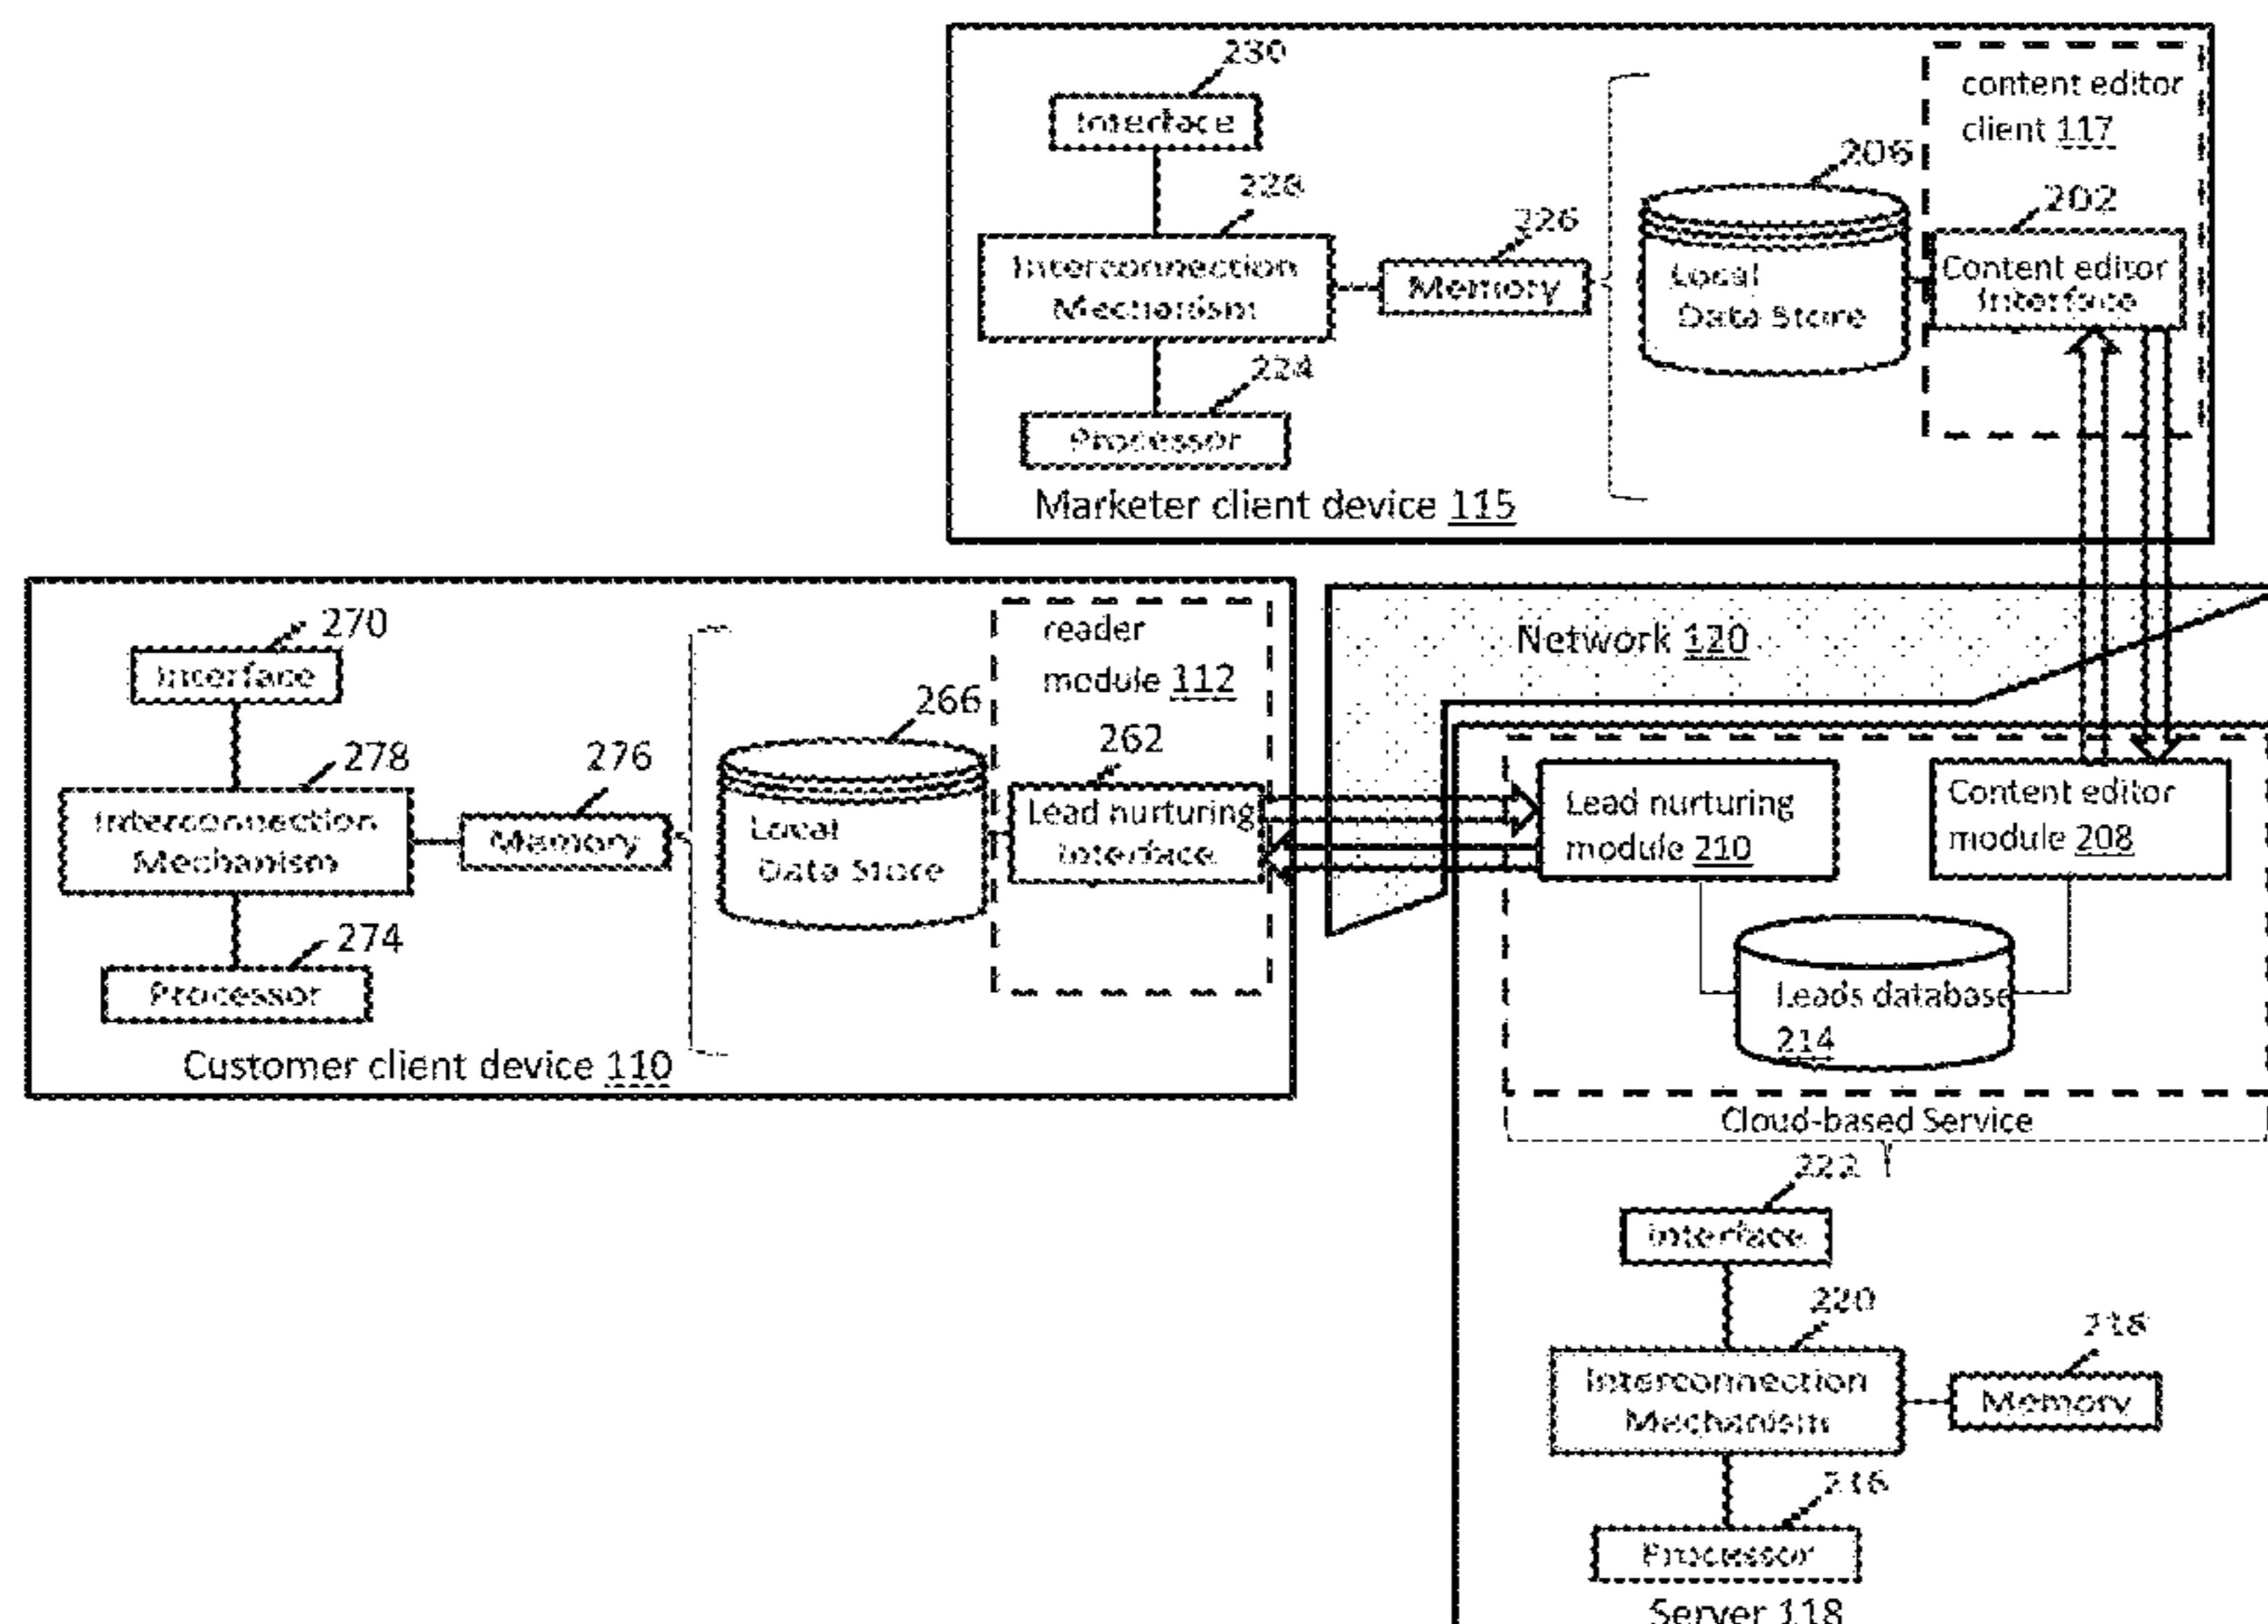 230
Interface
228
Interconnection
Mechanism
226
Memory
224
Processor
206
Local
Data Store
content editor
client 117
202
Content editor
Interface
Marketer client device 115
270
Interface
278
Interconnection
Mechanism
276
Memory
274
Processor
266
Local
Data Store
reader
module 112
262
Lead nurturing
Interface
Customer client device 110
Network 120
Lead nurturing
module 210
Content editor
module 208
Leads database
214
Cloud-based Service
222
Interface
220
Interconnection
Mechanism
218
Memory
216
Processor
Server 118